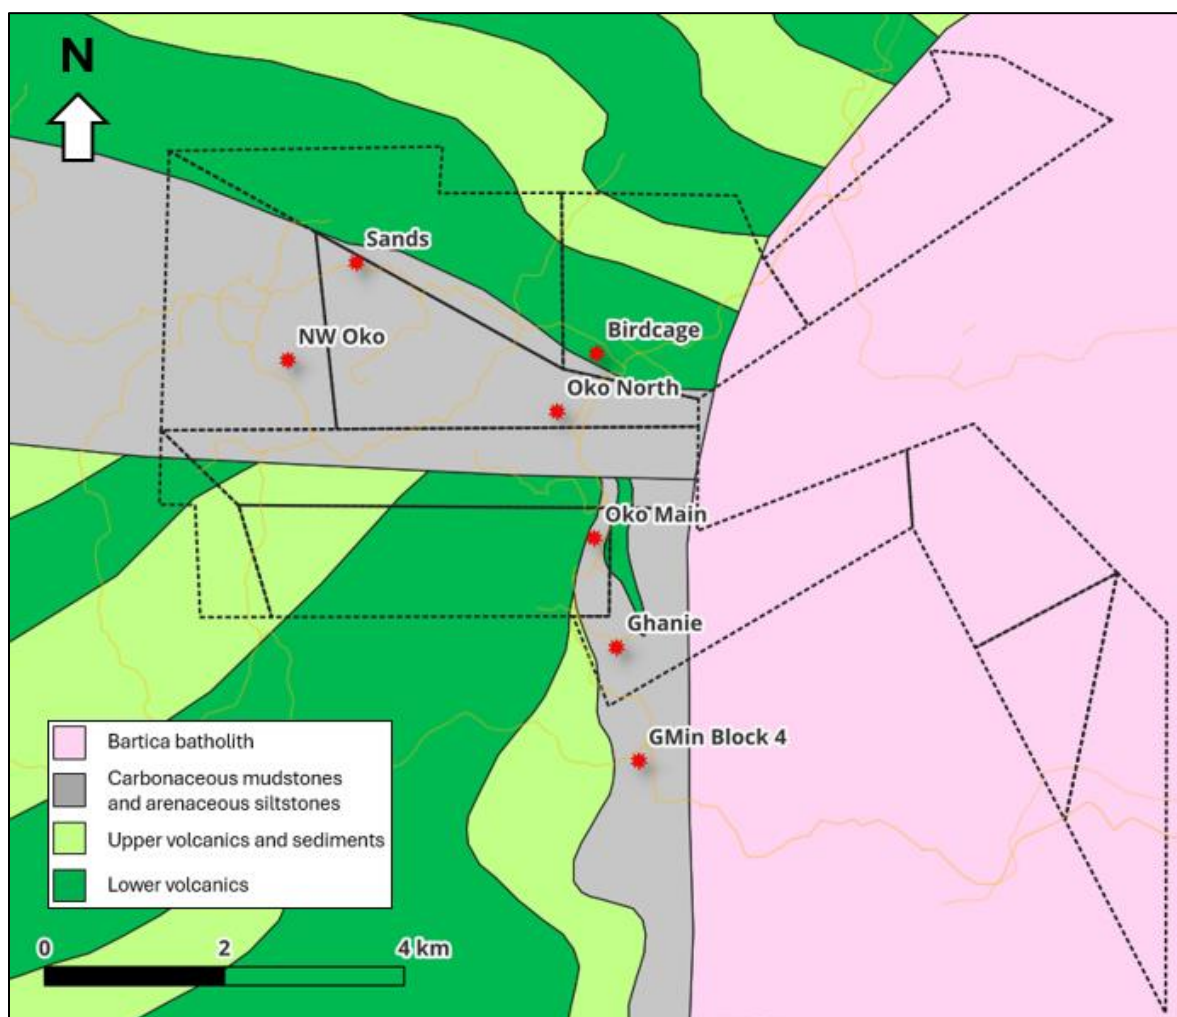 N
Sands
NW Oko
Birdcage
Oko North
Oko Main
Ghanie
GMin Block 4
Bartica batholith
Carbonaceous mudstones
and arenaceous siltstones
Upper volcanics and sediments
Lower volcanics
0 2 4 km